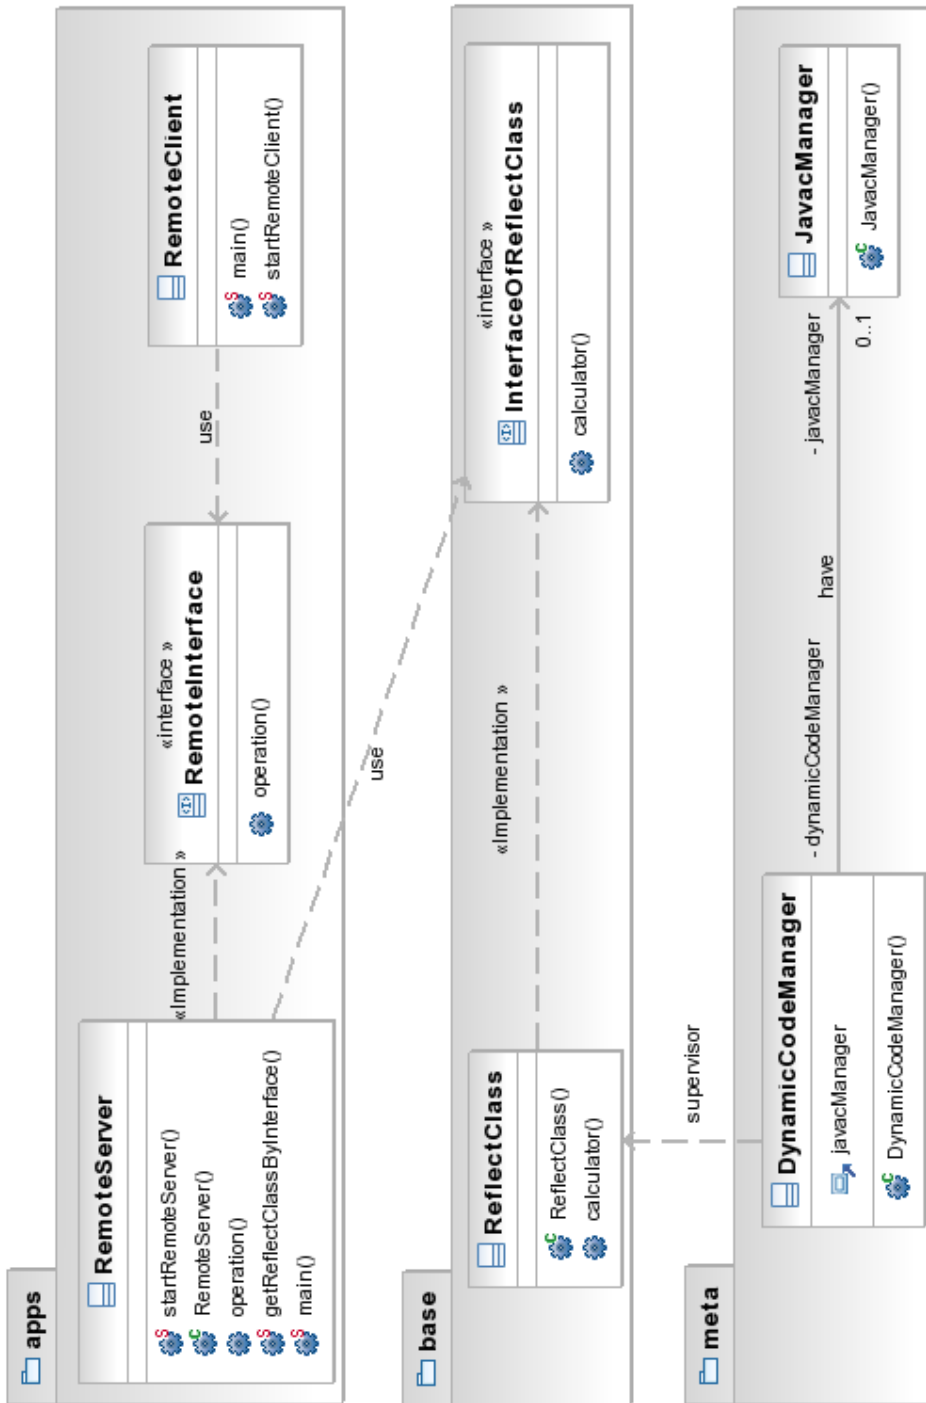 apps
RemoteServer
startRemoteServer()
RemoteServer()
operation()
getReflectClassByInterface()
main()
«Implementation »
«interface »
RemoteInterface
operation()
use
RemoteClient
main()
startRemoteClient()
use
base
ReflectClass
ReflectClass()
calculator()
«Implementation »
«interface »
InterfaceOfReflectClass
calculator()
supervisor
meta
DynamicCodeManager
javacManager
DynamicCodeManager()
- dynamicCodeManager
have
- javacManager
0..1
JavacManager
JavacManager()